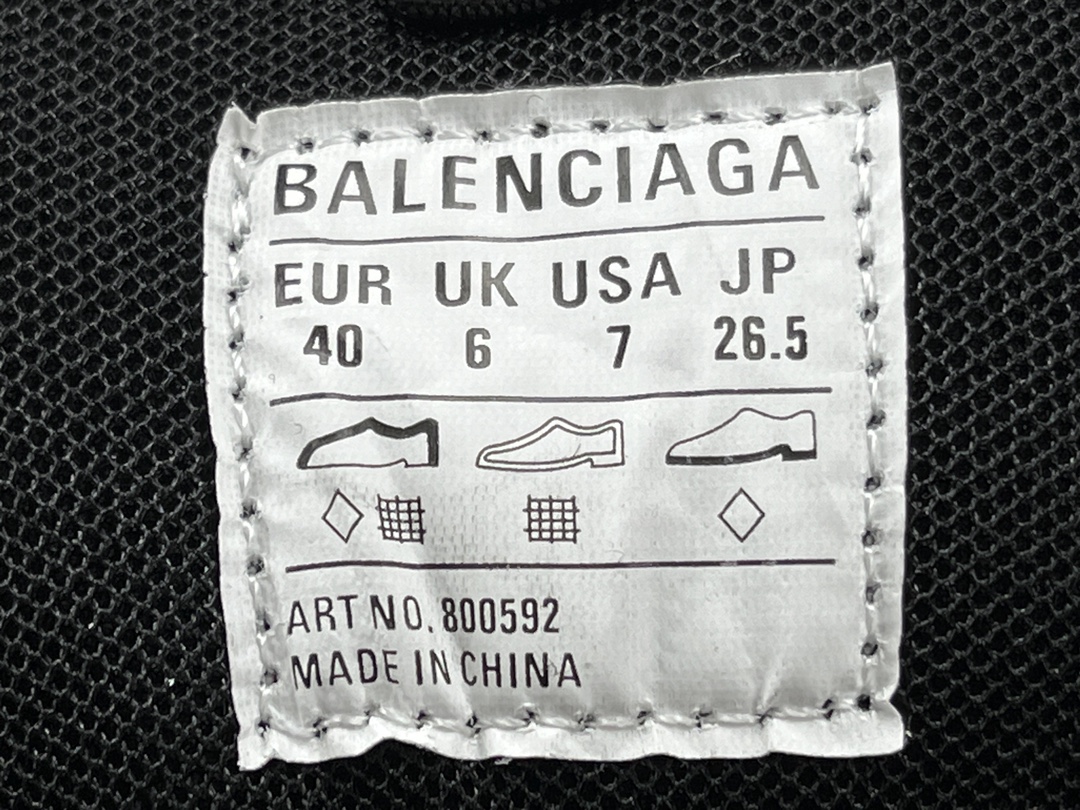 BALENCIAGA
EUR UK USA JP
40 6 7 26.5
ART NO. 800592
MADE IN CHINA